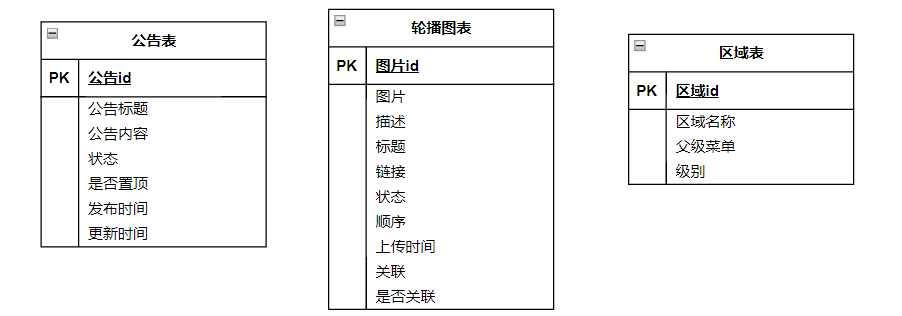 公告表
PK 公告id
公告标题
公告内容
状态
是否置顶
发布时间
更新时间
轮播图表
PK 图片id
图片
描述
标题
链接
状态
顺序
上传时间
关联
是否关联
区域表
PK 区域id
区域名称
父级菜单
级别